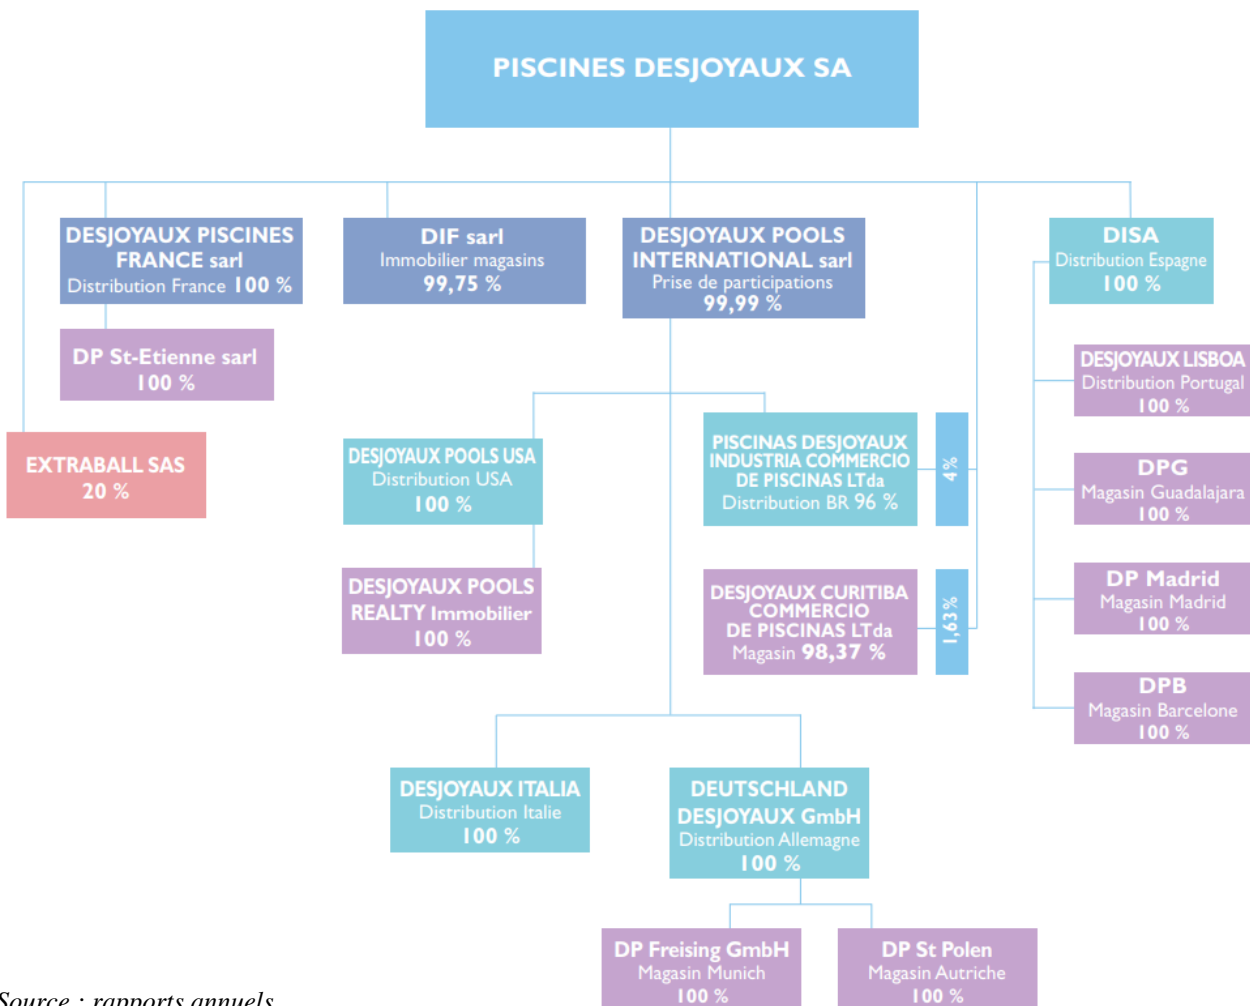 PISCINES DESJOYAUX SA
DESJOYAUX PISCINES
FRANCE sarl
Distribution France 100 %
DIF sarl
Immobilier magasins
99,75 %
DESJOYAUX POOLS
INTERNATIONAL sarl
Prise de participations
99,99 %
DISA
Distribution Espagne
100 %
DP St-Etienne sarl
100 %
DESJOYAUX LISBOA
Distribution Portugal
100 %
EXTRABALL SAS
20 %
DESJOYAUX POOLS USA
Distribution USA
100 %
PISCINAS DESJOYAUX
INDUSTRIA COMMERCIO
DE PISCINAS LTda
Distribution BR 96 %
4%
DPG
Magasin Guadalajara
100 %
DESJOYAUX POOLS
REALTY Immobilier
100 %
DESJOYAUX CURITIBA
COMMERCIO
DE PISCINAS LTda
Magasin 98,37 %
1,63%
DP Madrid
Magasin Madrid
100 %
DPB
Magasin Barcelone
100 %
DESJOYAUX ITALIA
Distribution Italie
100 %
DEUTSCHLAND
DESJOYAUX GmbH
Distribution Allemagne
100 %
DP Freising GmbH
Magasin Munich
100 %
DP St Polen
Magasin Autriche
100 %
Source : rapports annuels